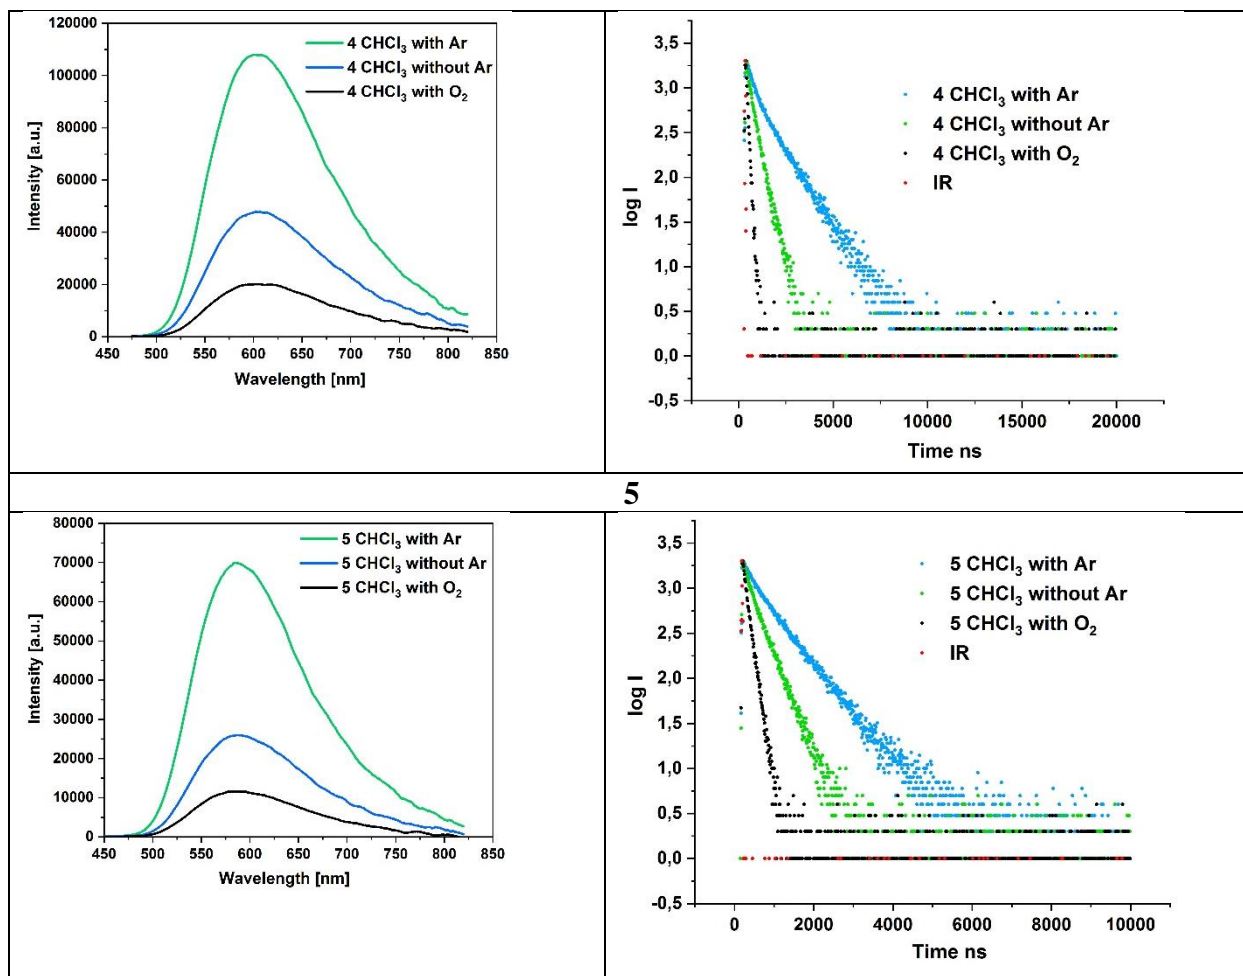 120000
100000
80000
60000
40000
20000
0
Intensity [a.u.]
4 CHCl₃ with Ar
4 CHCl₃ without Ar
4 CHCl₃ with O₂
450 500 550 600 650 700 750 800 850
Wavelength [nm]
3,5
3,0
2,5
2,0
1,5
1,0
0,5
0,0
-0,5
log I
4 CHCl₃ with Ar
4 CHCl₃ without Ar
4 CHCl₃ with O₂
IR
0 5000 10000 15000 20000
Time ns
5
80000
70000
60000
50000
40000
30000
20000
10000
0
Intensity [a.u.]
5 CHCl₃ with Ar
5 CHCl₃ without Ar
5 CHCl₃ with O₂
450 500 550 600 650 700 750 800 850
Wavelength [nm]
3,5
3,0
2,5
2,0
1,5
1,0
0,5
0,0
-0,5
log I
5 CHCl₃ with Ar
5 CHCl₃ without Ar
5 CHCl₃ with O₂
IR
0 2000 4000 6000 8000 10000
Time ns